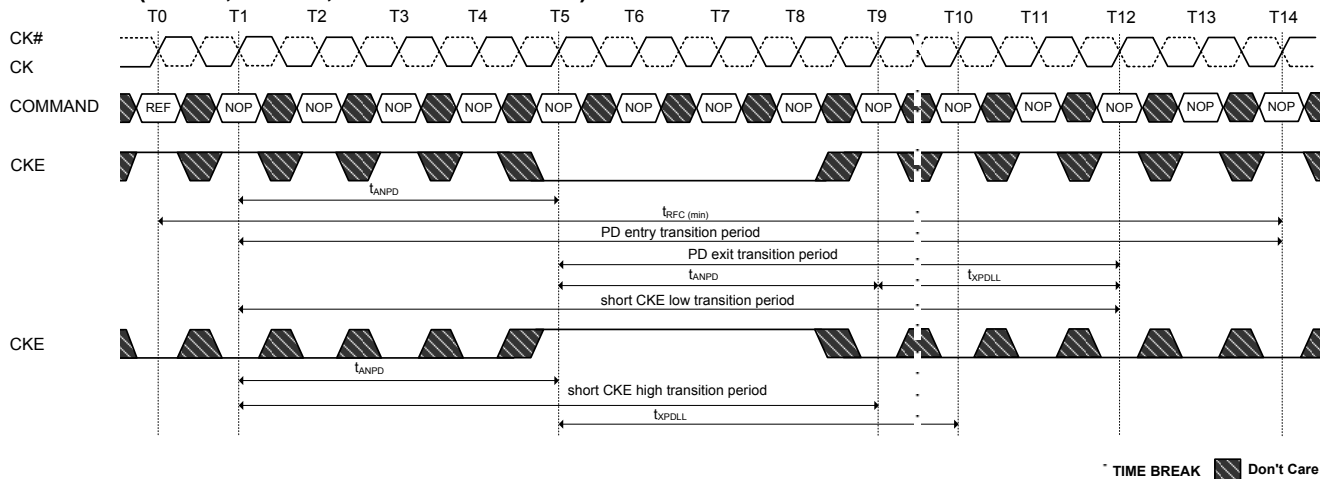 T0 T1 T2 T3 T4 T5 T6 T7 T8 T9 T10 T11 T12 T13 T14
CK#
CK
COMMAND REF NOP NOP NOP NOP NOP NOP NOP NOP NOP NOP NOP NOP NOP NOP
CKE
tANPD
tRFC (min)
PD entry transition period
PD exit transition period
tANPD tXPDLL
short CKE low transition period
CKE
tANPD
short CKE high transition period
tXPDLL
TIME BREAK Don't Care